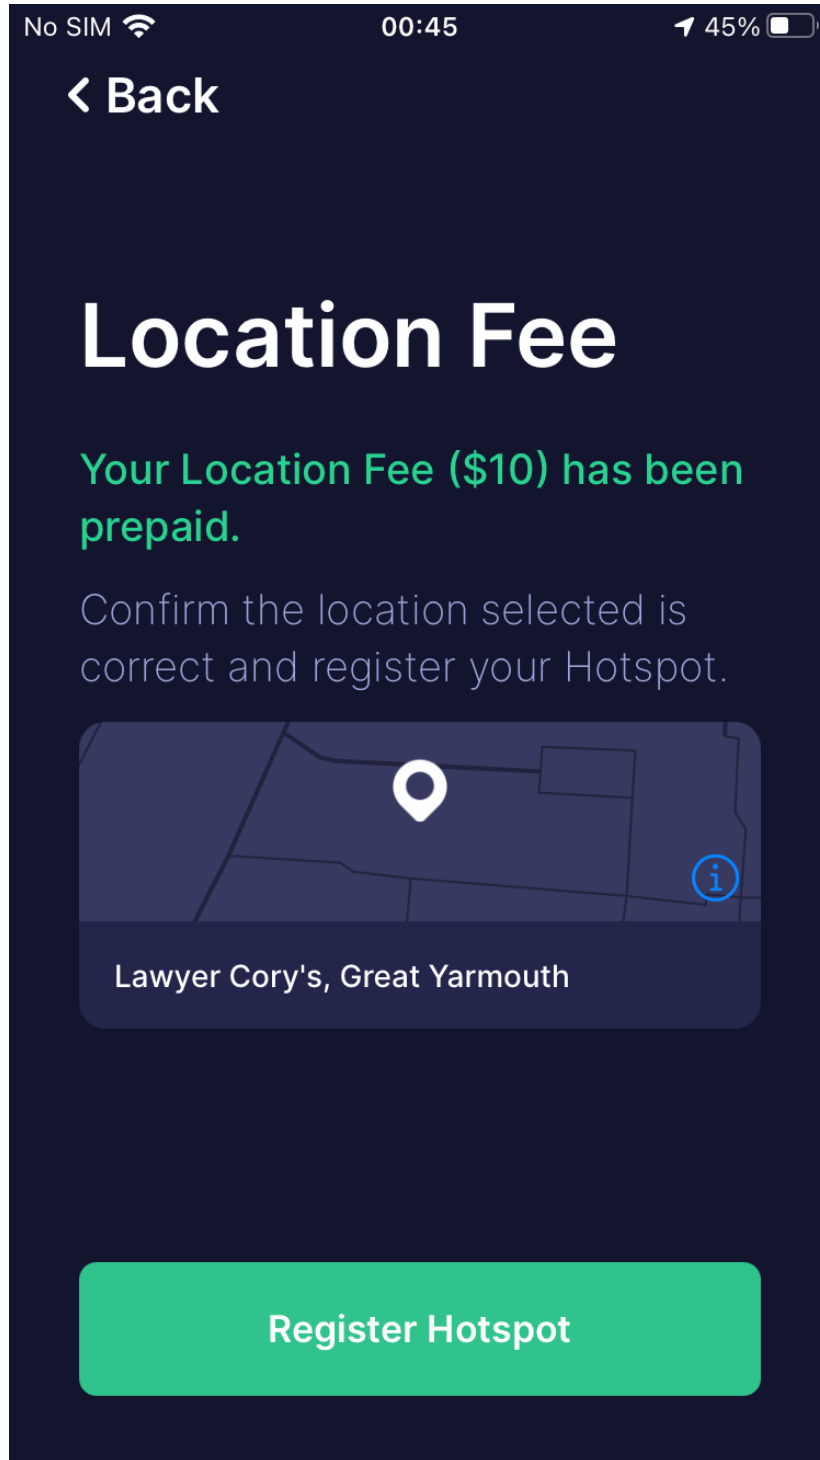 No SIM 00:45 45%
Back
Location Fee
Your Location Fee ($10) has been
prepaid.
Confirm the location selected is
correct and register your Hotspot.
i
Lawyer Cory's, Great Yarmouth
Register Hotspot